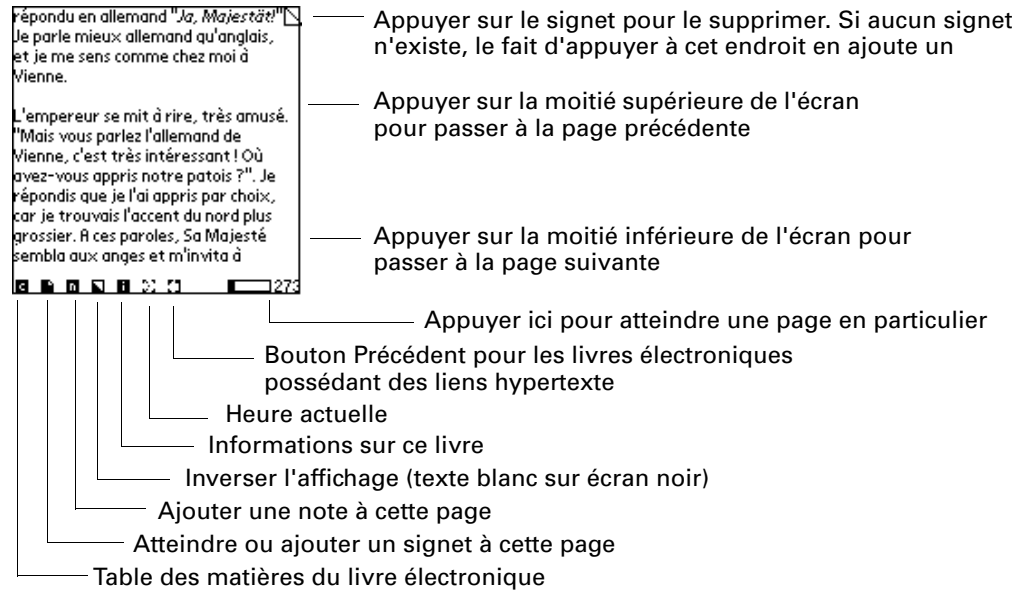 répondu en allemand "Ja, Majestät!"
Je parle mieux allemand qu'anglais,
et je me sens comme chez moi à
Vienne.
L'empereur se mit à rire, très amusé.
"Mais vous parlez l'allemand de
Vienne, c'est très intéressant ! Où
avez-vous appris notre patois ?". Je
répondis que je l'ai appris par choix,
car je trouvais l'accent du nord plus
grossier. A ces paroles, Sa Majesté
sembla aux anges et m'invita à
273
Appuyer sur le signet pour le supprimer. Si aucun signet
n'existe, le fait d'appuyer à cet endroit en ajoute un
Appuyer sur la moitié supérieure de l'écran
pour passer à la page précédente
Appuyer sur la moitié inférieure de l'écran pour
passer à la page suivante
Appuyer ici pour atteindre une page en particulier
Bouton Précédent pour les livres électroniques
possédant des liens hypertexte
Heure actuelle
Informations sur ce livre
Inverser l'affichage (texte blanc sur écran noir)
Ajouter une note à cette page
Atteindre ou ajouter un signet à cette page
Table des matières du livre électronique